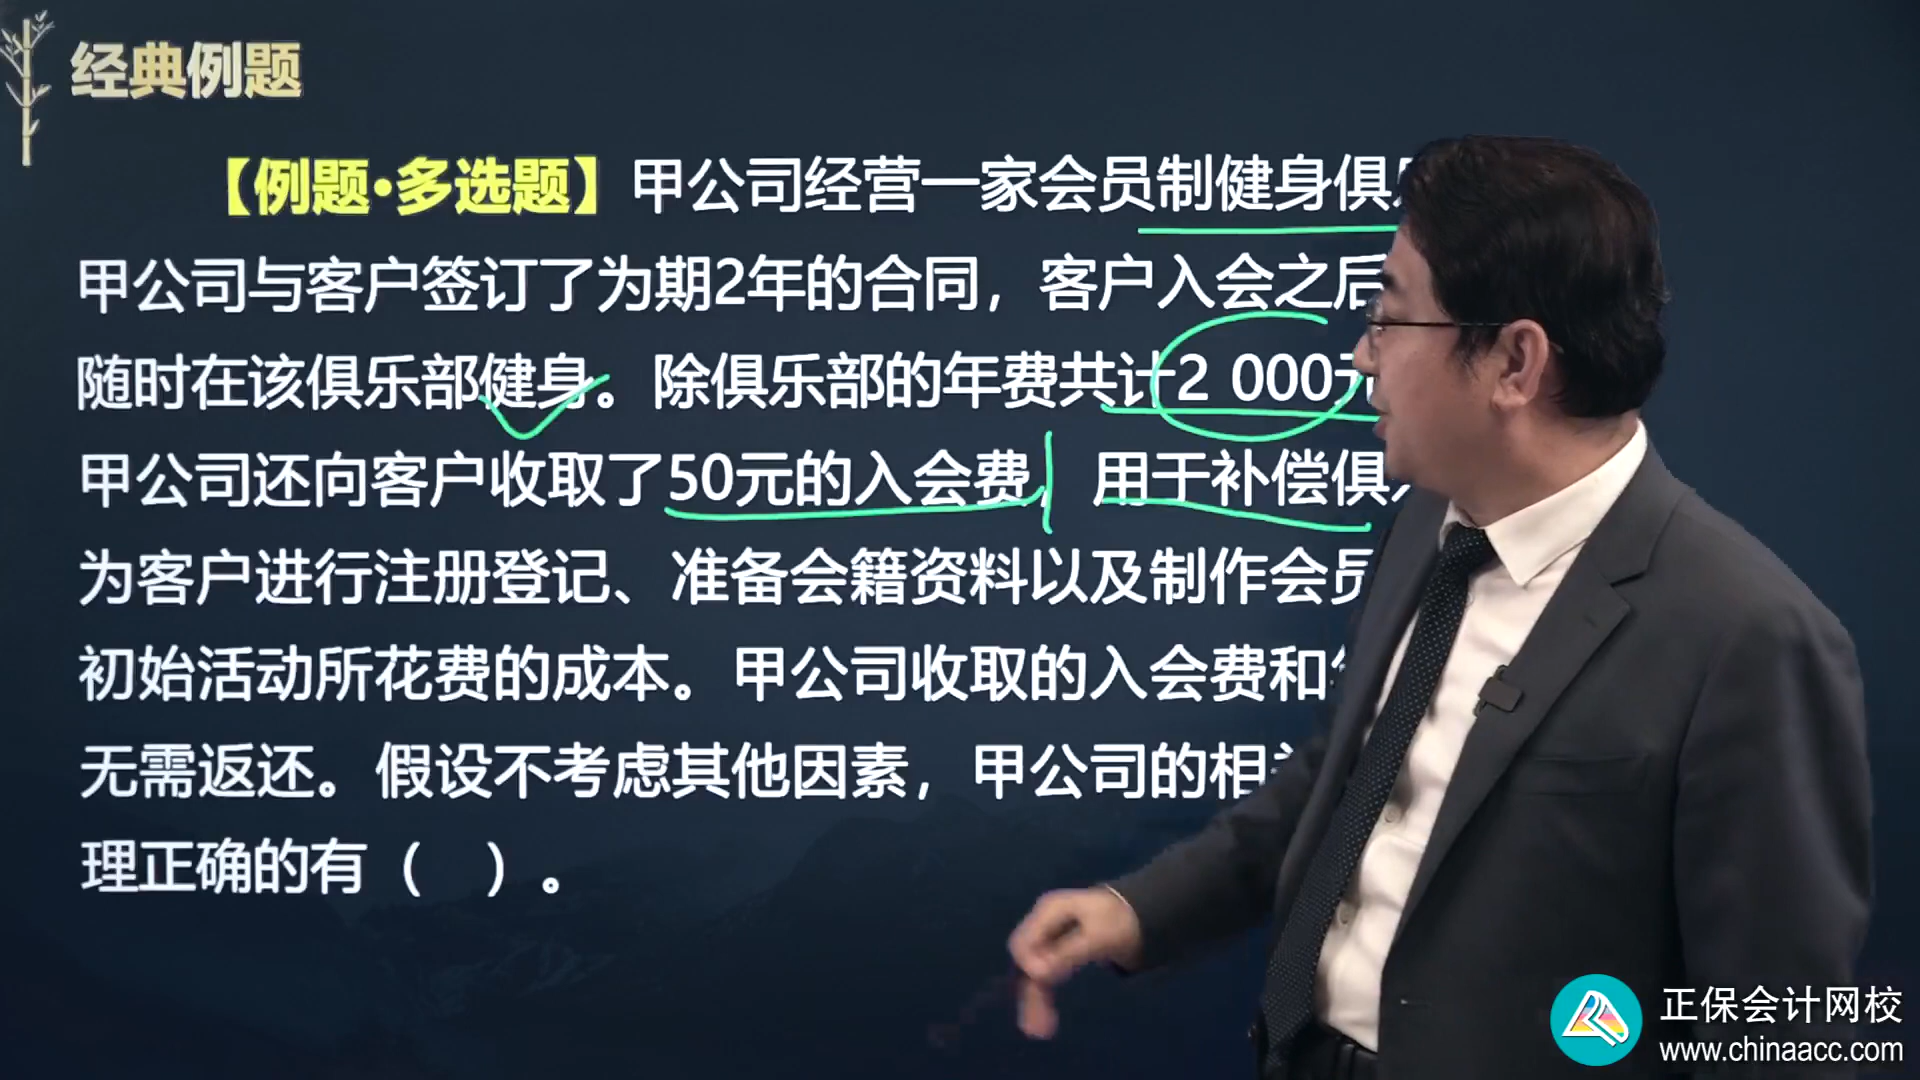 经典例题
【例题·多选题】甲公司经营一家会员制健身俱
甲公司与客户签订了为期2年的合同，客户入会之后
随时在该俱乐部健身。除俱乐部的年费共计2 000元
甲公司还向客户收取了50元的入会费，用于补偿俱
为客户进行注册登记、准备会籍资料以及制作会员
初始活动所花费的成本。甲公司收取的入会费和
无需返还。假设不考虑其他因素，甲公司的相
理正确的有（ ）。
正保会计网校
www.chinaacc.com